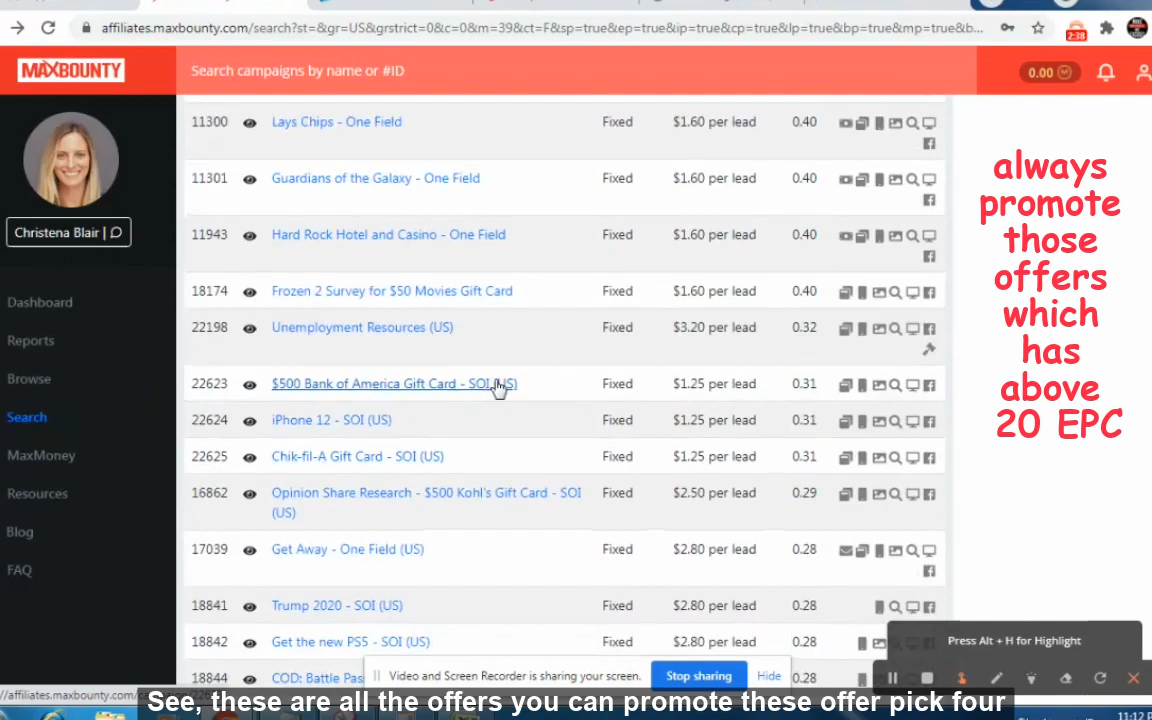 affiliates.maxbounty.com/search?st=&gr=US&grstrict=0&c=0&m=39&ct=F&sp=true&ep=true&ip=true&cp=true&lp=true&bp=true&mp=true&b...
2:38
MAXBOUNTY
Search campaigns by name or #ID
0.00
11300 Lays Chips - One Field Fixed $1.60 per lead 0.40
11301 Guardians of the Galaxy - One Field Fixed $1.60 per lead 0.40
11943 Hard Rock Hotel and Casino - One Field Fixed $1.60 per lead 0.40
18174 Frozen 2 Survey for $50 Movies Gift Card Fixed $1.60 per lead 0.40
22198 Unemployment Resources (US) Fixed $3.20 per lead 0.32
22623 $500 Bank of America Gift Card - SOI (US) Fixed $1.25 per lead 0.31
22624 iPhone 12 - SOI (US) Fixed $1.25 per lead 0.31
22625 Chik-fil-A Gift Card - SOI (US) Fixed $1.25 per lead 0.31
16862 Opinion Share Research - $500 Kohl's Gift Card - SOI
(US) Fixed $2.50 per lead 0.29
17039 Get Away - One Field (US) Fixed $2.80 per lead 0.28
18841 Trump 2020 - SOI (US) Fixed $2.80 per lead 0.28
18842 Get the new PS5 - SOI (US) Fixed $2.80 per lead 0.28
18844 COD: Battle Pas
Christena Blair |
Dashboard
Reports
Browse
Search
MaxMoney
Resources
Blog
FAQ
always
promote
those
offers
which
has
above
20 EPC
Press Alt + H for Highlight
Video and Screen Recorder is sharing your screen.
Stop sharing
Hide
See, these are all the offers you can promote these offer pick four